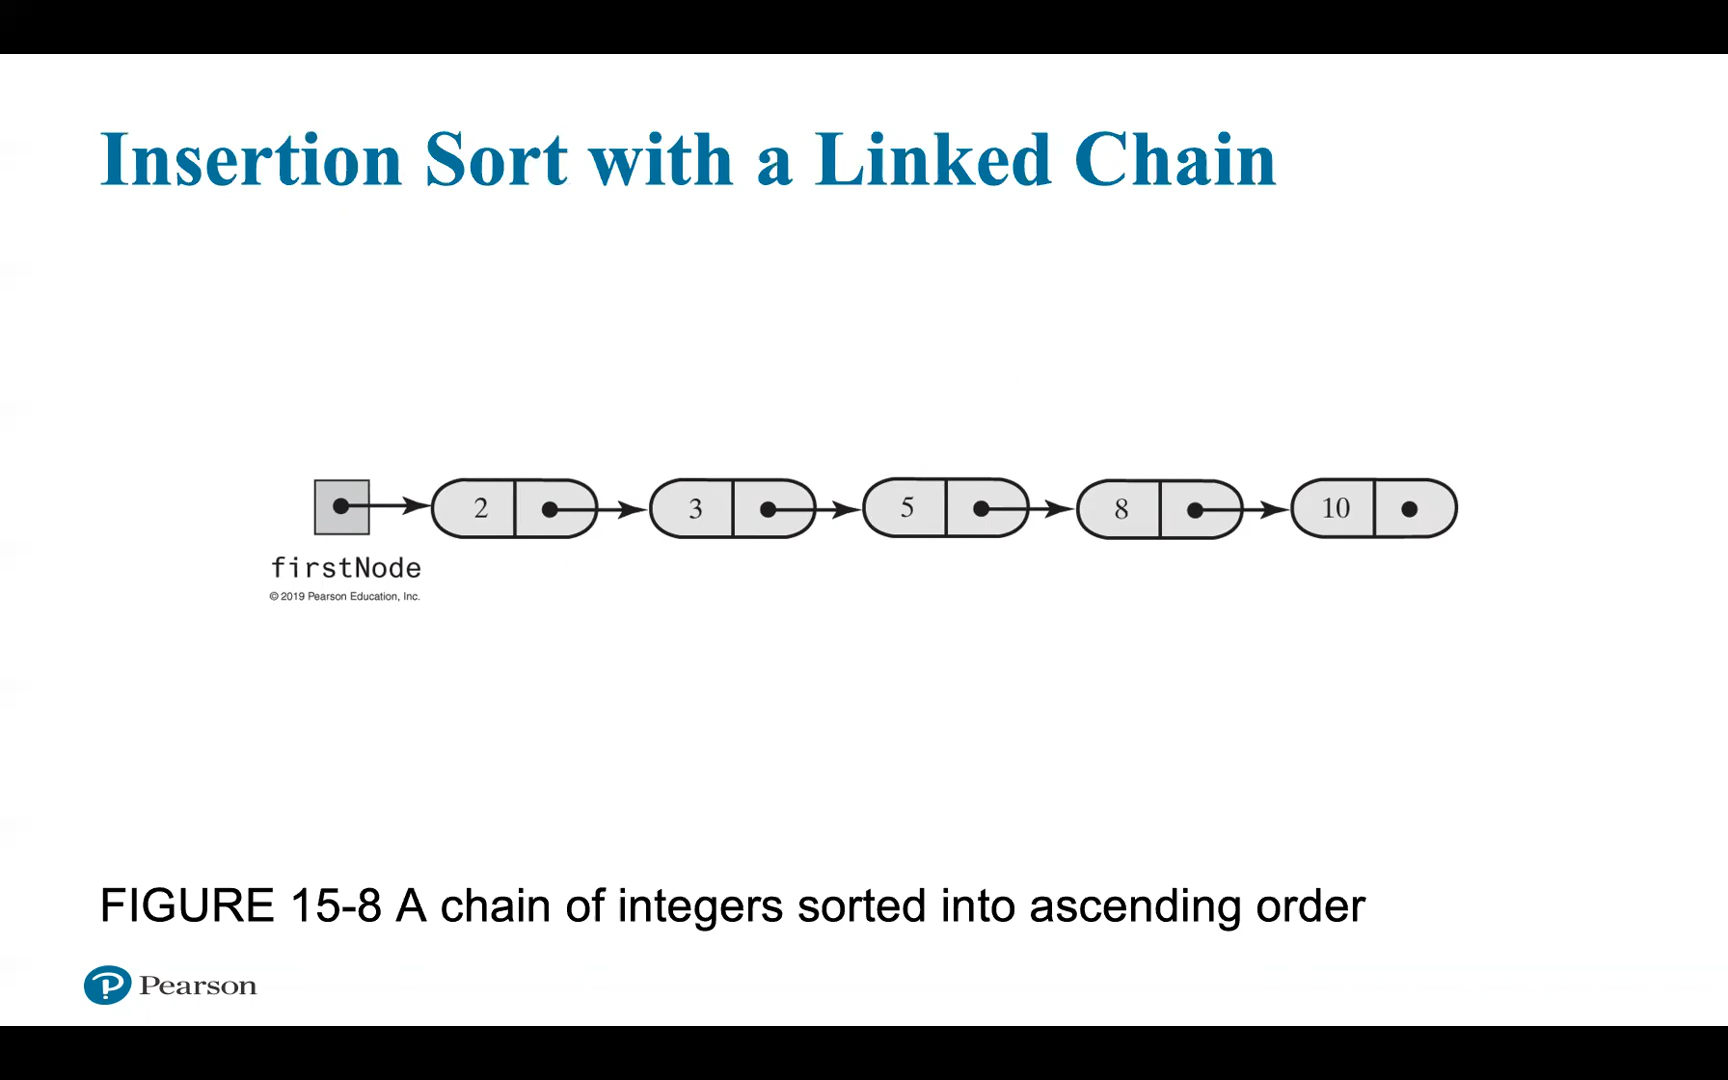 Insertion Sort with a Linked Chain
2 3 5 8 10
firstNode
© 2019 Pearson Education, Inc.
FIGURE 15-8 A chain of integers sorted into ascending order
P Pearson